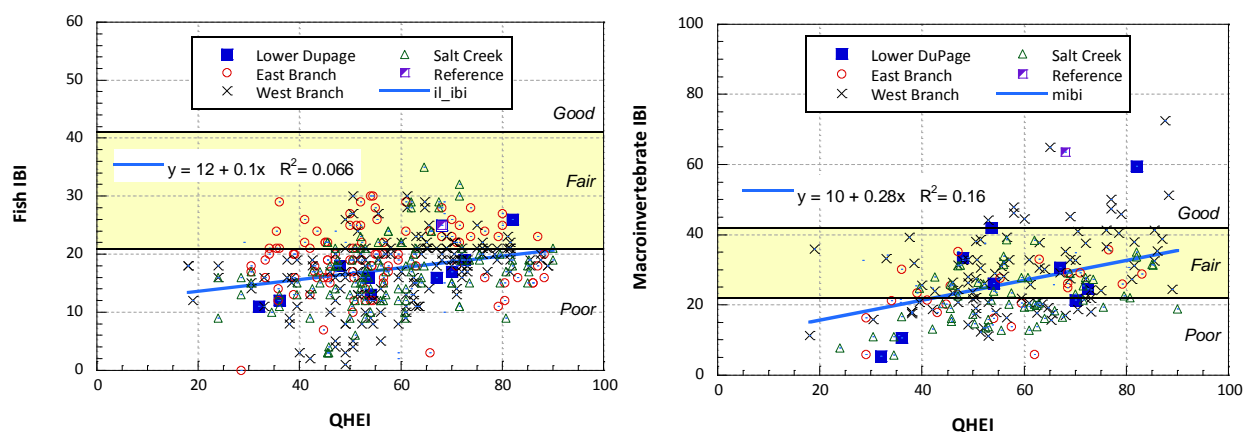 60
50
40
30
20
10
0
Fish IBI
Lower Dupage
East Branch
West Branch
Salt Creek
Reference
il_ibi
Good
Fair
Poor
y = 12 + 0.1x R²= 0.066
0 20 40 60 80 100
QHEI
100
80
60
40
20
0
Macroinvertebrate IBI
Lower DuPage
East Branch
West Branch
Salt Creek
Reference
mibi
y = 10 + 0.28x R²= 0.16
Good
Fair
Poor
20 40 60 80 100
QHEI